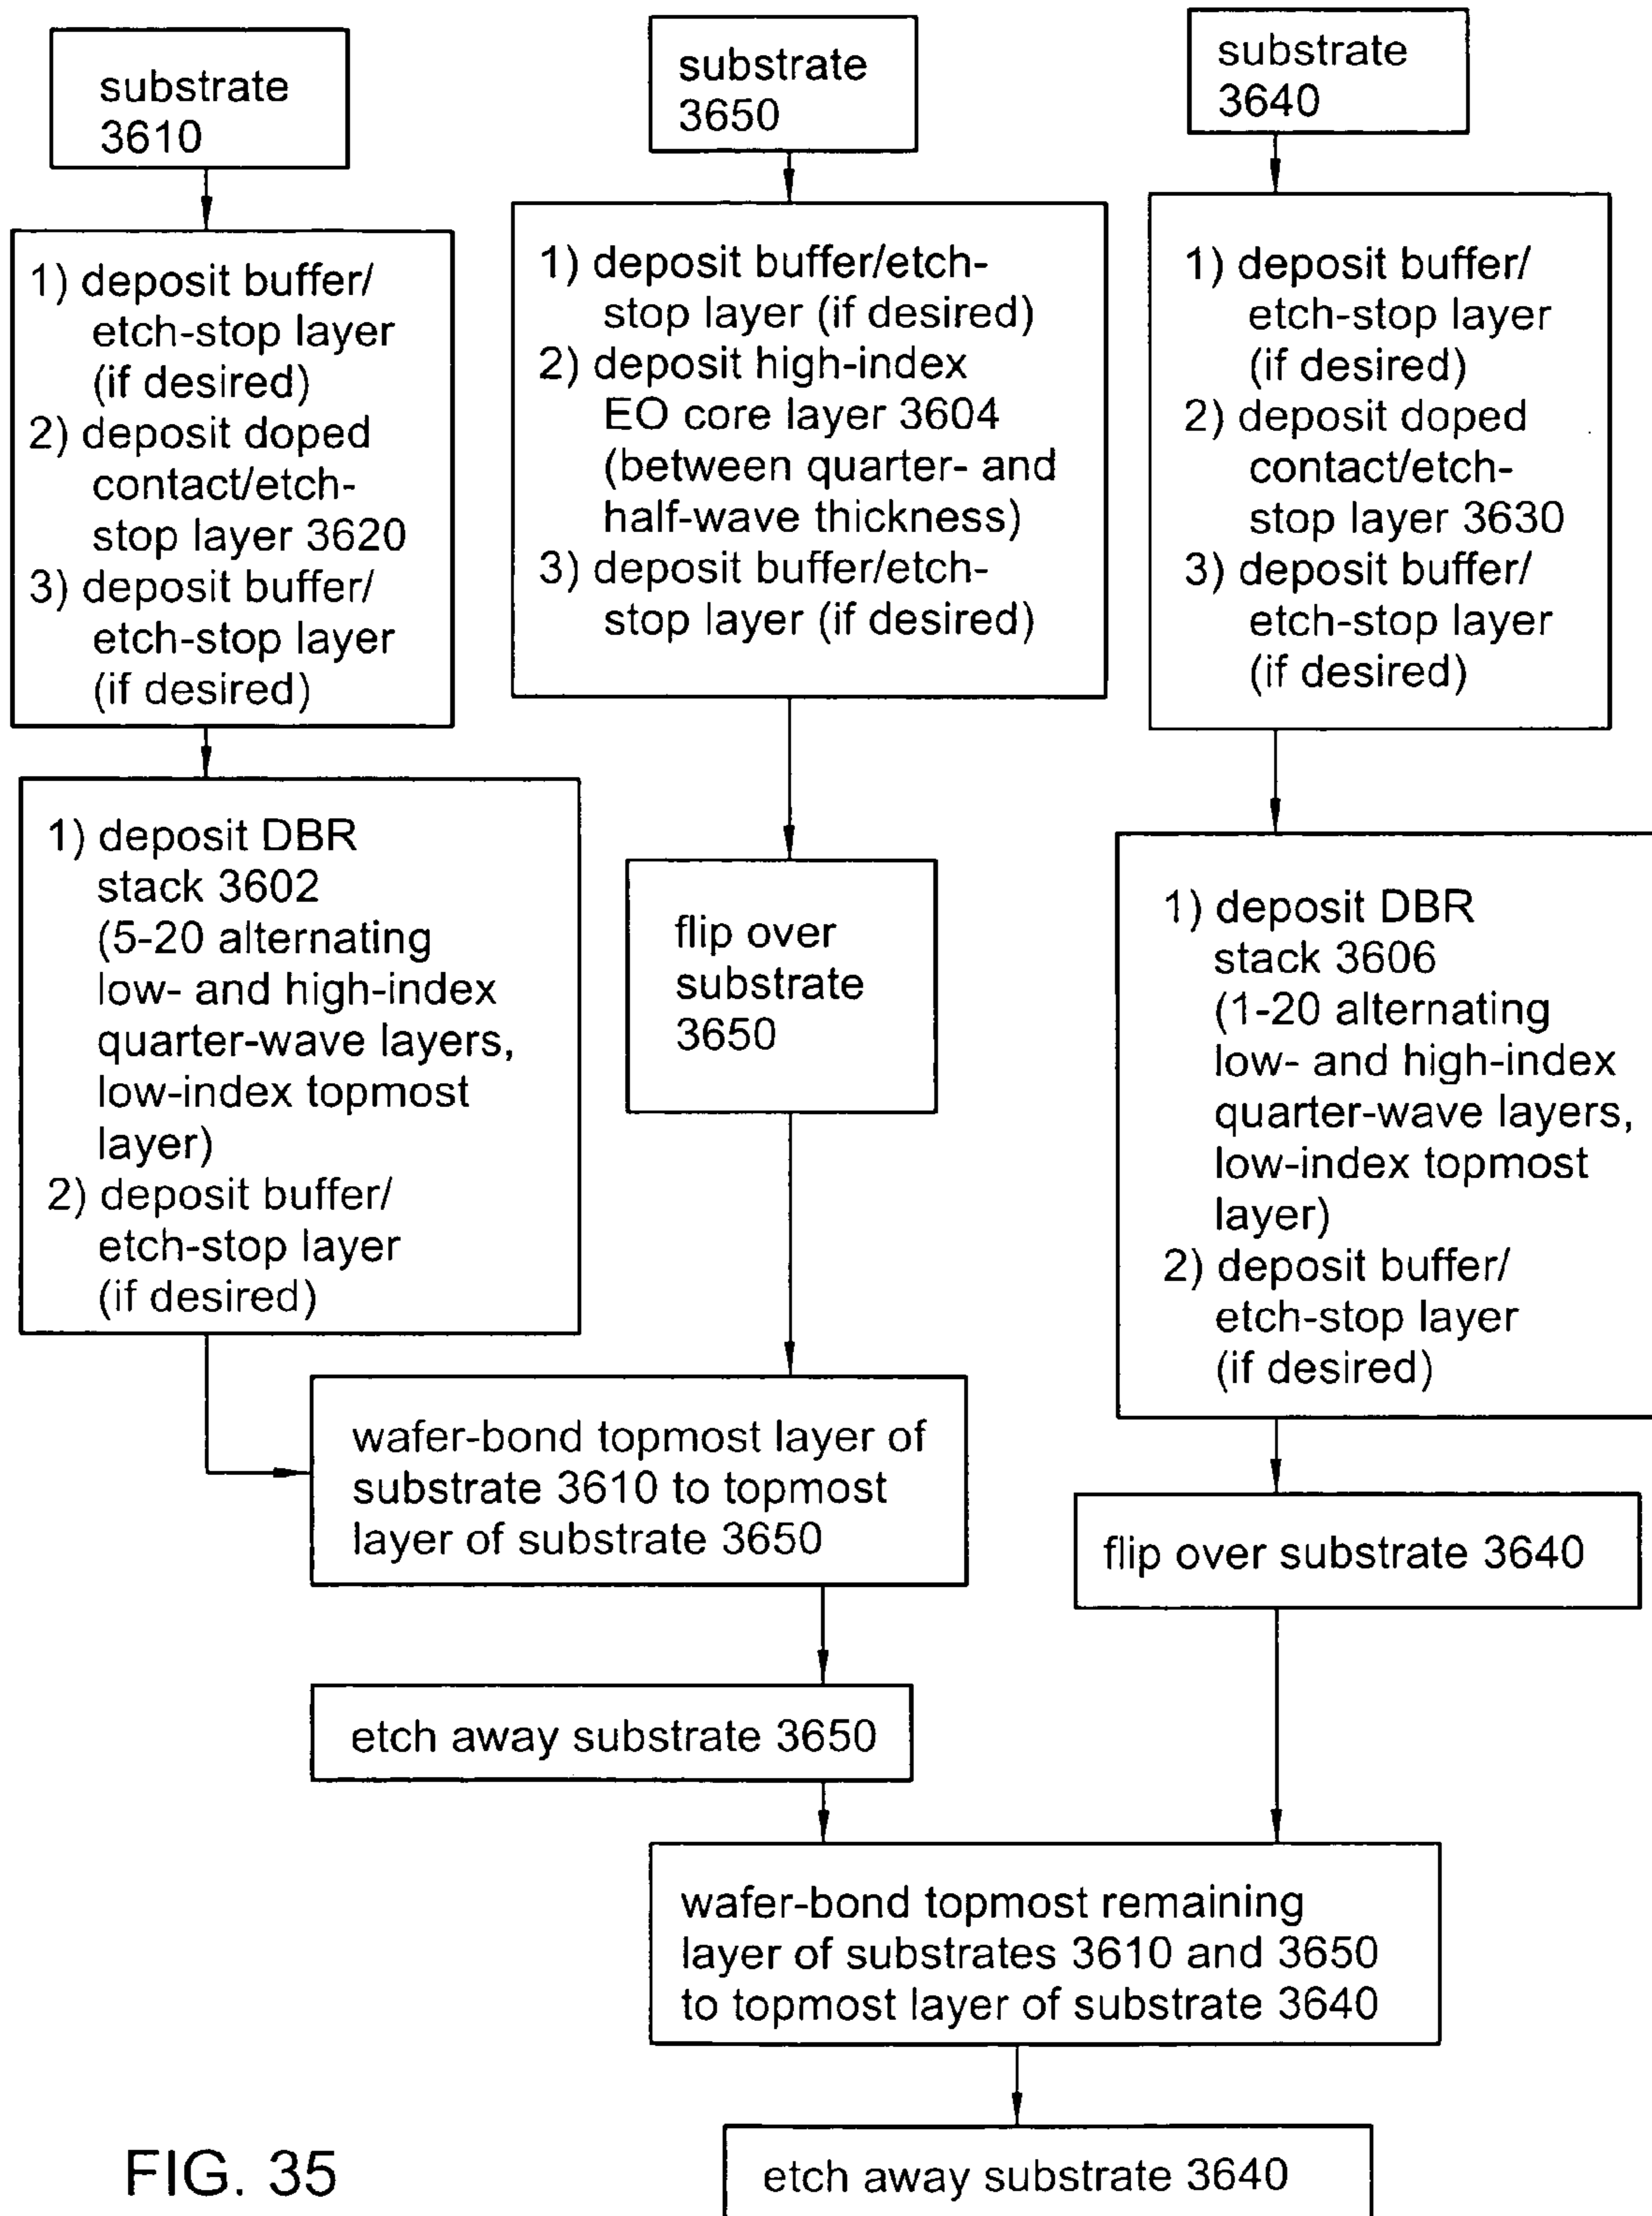 substrate
3610
substrate
3650
substrate
3640
1) deposit buffer/
etch-stop layer
(if desired)
2) deposit doped
contact/etch-
stop layer 3620
3) deposit buffer/
etch-stop layer
(if desired)
1) deposit buffer/etch-
stop layer (if desired)
2) deposit high-index
EO core layer 3604
(between quarter- and
half-wave thickness)
3) deposit buffer/etch-
stop layer (if desired)
1) deposit buffer/
etch-stop layer
(if desired)
2) deposit doped
contact/etch-
stop layer 3630
3) deposit buffer/
etch-stop layer
(if desired)
1) deposit DBR
stack 3602
(5-20 alternating
low- and high-index
quarter-wave layers,
low-index topmost
layer)
2) deposit buffer/
etch-stop layer
(if desired)
flip over
substrate
3650
1) deposit DBR
stack 3606
(1-20 alternating
low- and high-index
quarter-wave layers,
low-index topmost
layer)
2) deposit buffer/
etch-stop layer
(if desired)
wafer-bond topmost layer of
substrate 3610 to topmost
layer of substrate 3650
flip over substrate 3640
etch away substrate 3650
wafer-bond topmost remaining
layer of substrates 3610 and 3650
to topmost layer of substrate 3640
etch away substrate 3640
FIG. 35